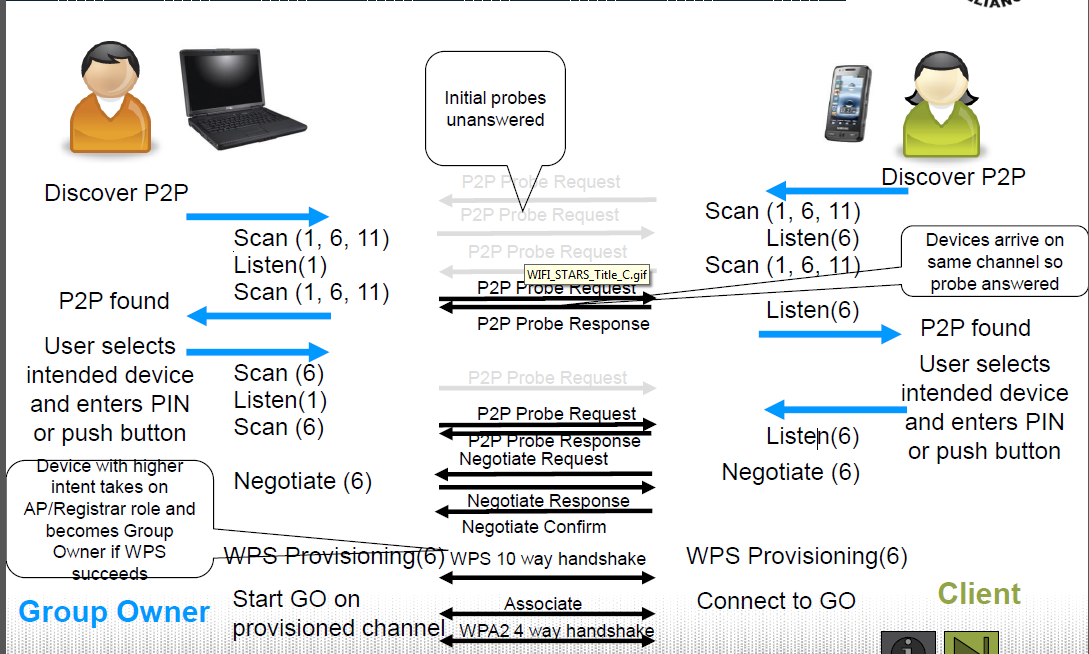 LLIANC
Initial probes
unanswered
Discover P2P
Discover P2P
P2P Probe Request
Scan (1, 6, 11)
P2P Probe Request
Scan (1, 6, 11)
Listen(6)
Devices arrive on
same channel so
probe answered
P2P Probe Request
Listen(1)
Scan (1, 6, 11)
WIFI_STARS_Title_C.gif
Scan (1, 6, 11)
P2P Probe Request
P2P found
Listen(6)
P2P Probe Response
P2P found
User selects
intended device
and enters PIN
or push button
User selects
intended device
and enters PIN
or push button
Scan (6)
P2P Probe Request
Listen(1)
P2P Probe Request
Scan (6)
Listen(6)
P2P Probe Response
Negotiate Request
Device with higher
intent takes on
AP/Registrar role and
becomes Group
Owner if WPS
succeeds
Negotiate (6)
Negotiate (6)
Negotiate Response
Negotiate Confirm
WPS Provisioning(6)
WPS 10 way handshake
WPS Provisioning(6)
Group Owner
Start GO on
provisioned channel
Associate
Connect to GO
Client
WPA2 4 way handshake